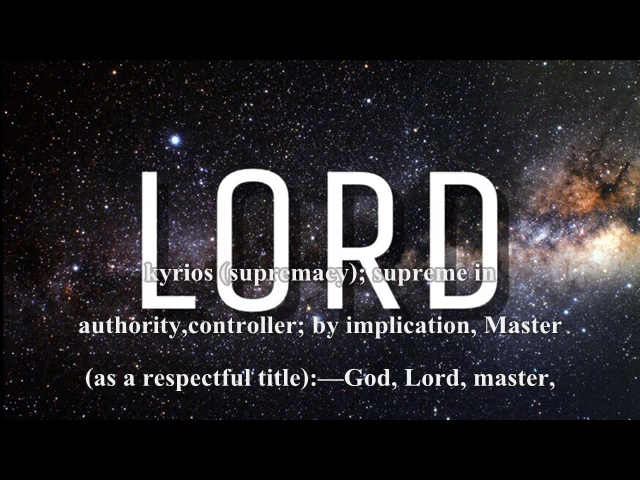 LORD
kyrios (supremacy); supreme in
authority,controller; by implication, Master
(as a respectful title):—God, Lord, master,